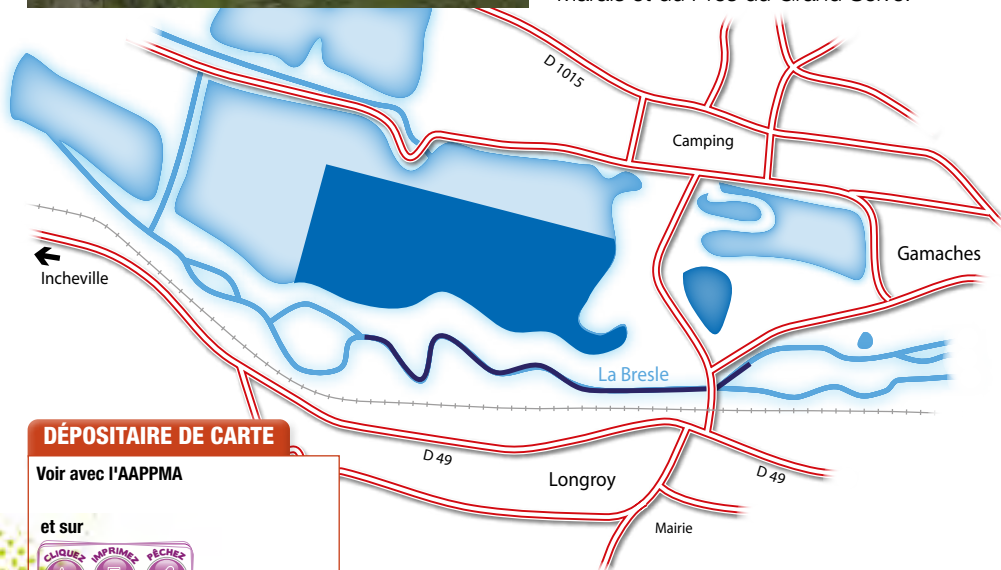 D 1015
Camping
Gamaches
Incheville
La Bresle
DÉPOSITAIRE DE CARTE
Voir avec l'AAPPMA
et sur
CLIQUEZ IMPRIMEZ PÊCHEZ
D 49
Longroy
D 49
Mairie